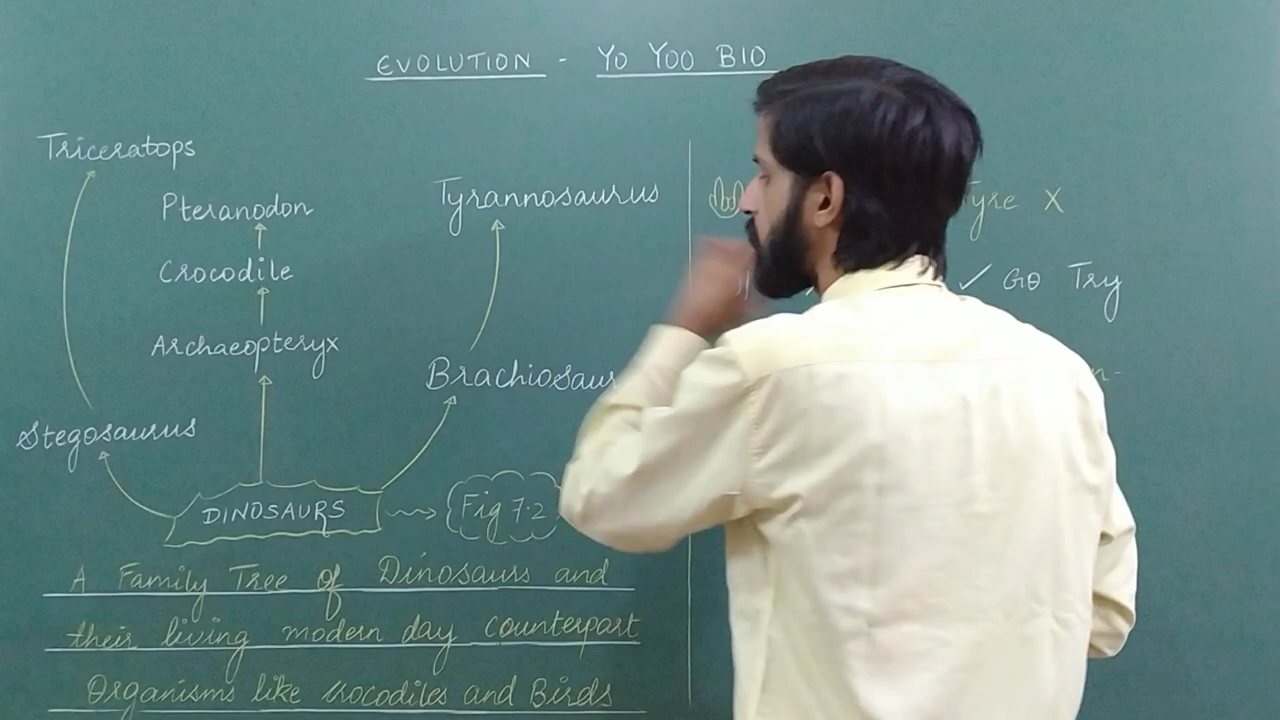 EVOLUTION - YO YOO BIO
Triceratops
Pteranodon
Crocodile
Archaeopteryx
Stegosaurus
Tyrannosaurus
DINOSAURS
Fig 7.2
A Family Tree of Dinosaurs and
their living modern day counterpart
Organisms like crocodiles and Birds
Tyre X
✓ GO Try